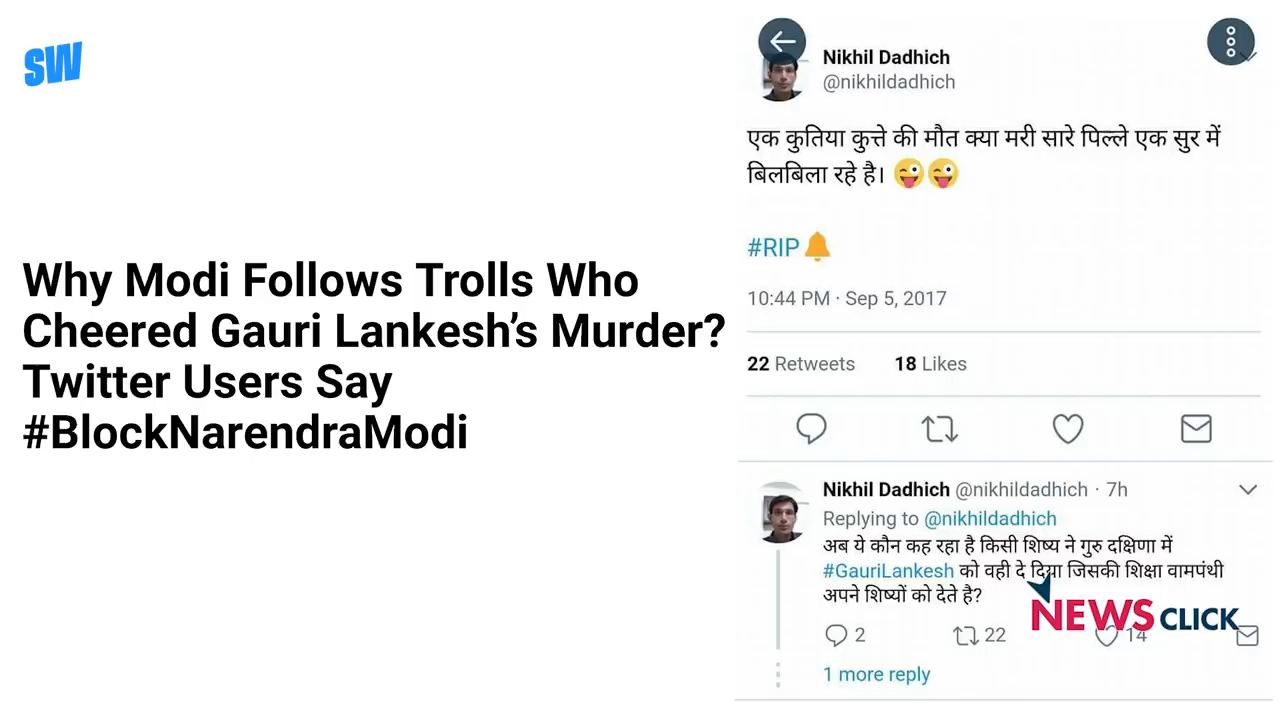 SW
Why Modi Follows Trolls Who
Cheered Gauri Lankesh's Murder?
Twitter Users Say
#BlockNarendraModi
Nikhil Dadhich
@nikhildadhich
एक कुतिया कुत्ते की मौत क्या मरी सारे पिल्ले एक सुर में
बिलबिला रहे है। 😜😜
#RIP🔔
10:44 PM · Sep 5, 2017
22 Retweets 18 Likes
Nikhil Dadhich @nikhildadhich · 7h
Replying to @nikhildadhich
अब ये कौन कह रहा है किसी शिष्य ने गुरु दक्षिणा में
#GauriLankesh को वही दे दिया जिसकी शिक्षा वामपंथी
अपने शिष्यों को देते है?
NEWSCLICK
2 22 14
1 more reply